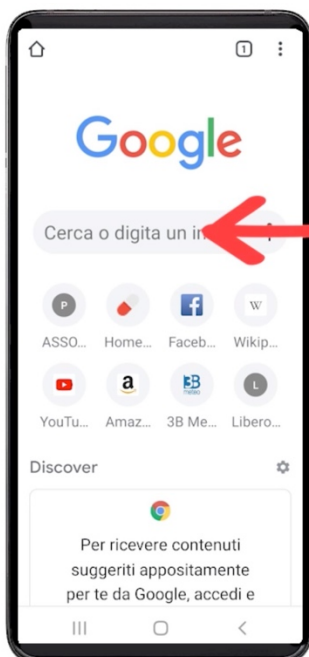 1
Google
Cerca o digita un in
P W
ASSO... Home... Faceb... Wikip...
a 3B L
YouTu... Amaz... 3B Me... Libero...
Discover
Per ricevere contenuti
suggeriti appositamente
per te da Google, accedi e